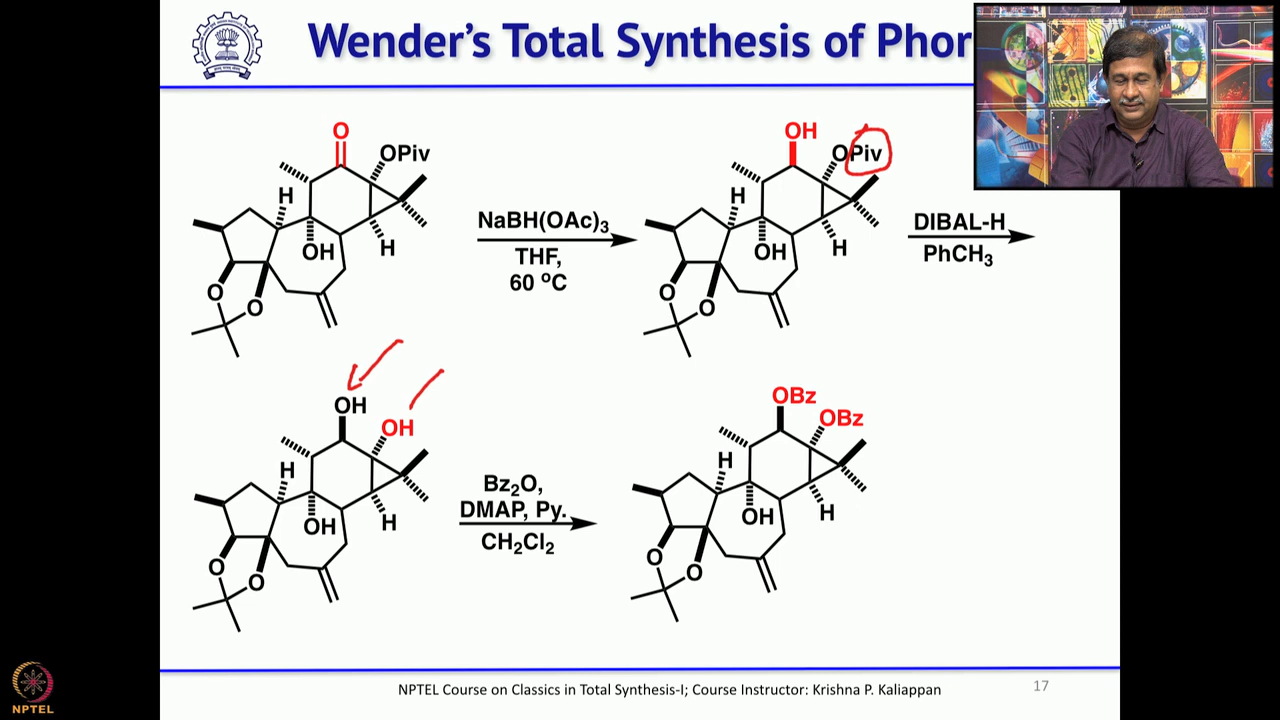 Wender's Total Synthesis of Phor
O
OPiv
H
OH
H
O
O
NaBH(OAc)3
THF,
60 ºC
OH
OPiv
H
OH
H
O
O
DIBAL-H
PhCH3
OH
OH
H
OH
H
O
O
Bz2O,
DMAP, Py.
CH2Cl2
OBz
OBz
H
OH
H
O
O
NPTEL
NPTEL Course on Classics in Total Synthesis-I; Course Instructor: Krishna P. Kaliappan
17